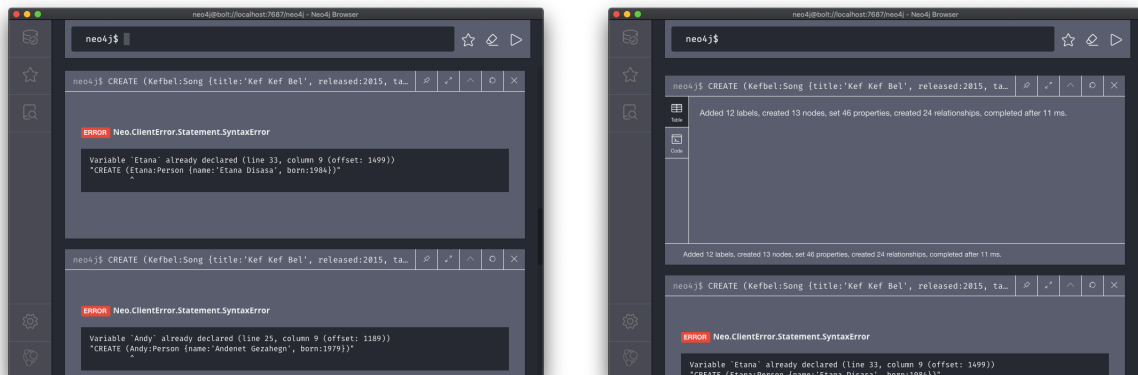 neo4j@bolt://localhost:7687/neo4j - Neo4j Browser
neo4j$
neo4j$ CREATE (Kefbel:Song {title:'Kef Kef Bel', released:2015, ta…
ERROR Neo.ClientError.Statement.SyntaxError
Variable `Etana` already declared (line 33, column 9 (offset: 1499))
"CREATE (Etana:Person {name:'Etana Disasa', born:1984})"
^
neo4j$ CREATE (Kefbel:Song {title:'Kef Kef Bel', released:2015, ta…
ERROR Neo.ClientError.Statement.SyntaxError
Variable `Andy` already declared (line 25, column 9 (offset: 1189))
"CREATE (Andy:Person {name:'Andenet Gezahegn', born:1979})"
^
neo4j@bolt://localhost:7687/neo4j - Neo4j Browser
neo4j$
neo4j$ CREATE (Kefbel:Song {title:'Kef Kef Bel', released:2015, ta…
Table
Code
Added 12 labels, created 13 nodes, set 46 properties, created 24 relationships, completed after 11 ms.
Added 12 labels, created 13 nodes, set 46 properties, created 24 relationships, completed after 11 ms.
neo4j$ CREATE (Kefbel:Song {title:'Kef Kef Bel', released:2015, ta…
ERROR Neo.ClientError.Statement.SyntaxError
Variable `Etana` already declared (line 33, column 9 (offset: 1499))
"CREATE (Etana:Person {name:'Etana Disasa', born:1984})"